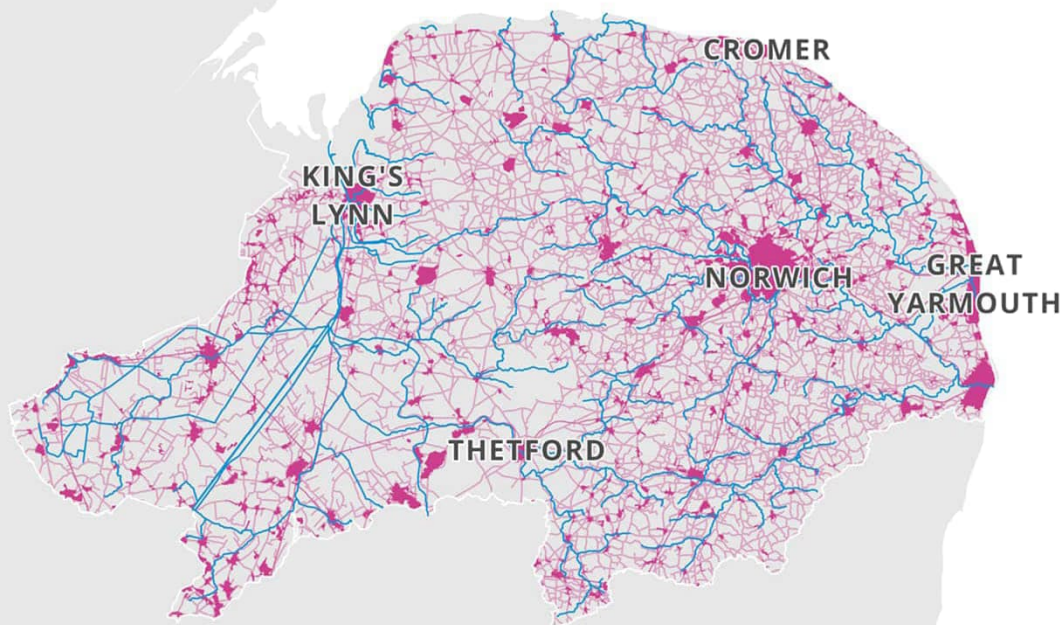 CROMER
KING'S
LYNN
NORWICH
GREAT
YARMOUTH
THETFORD